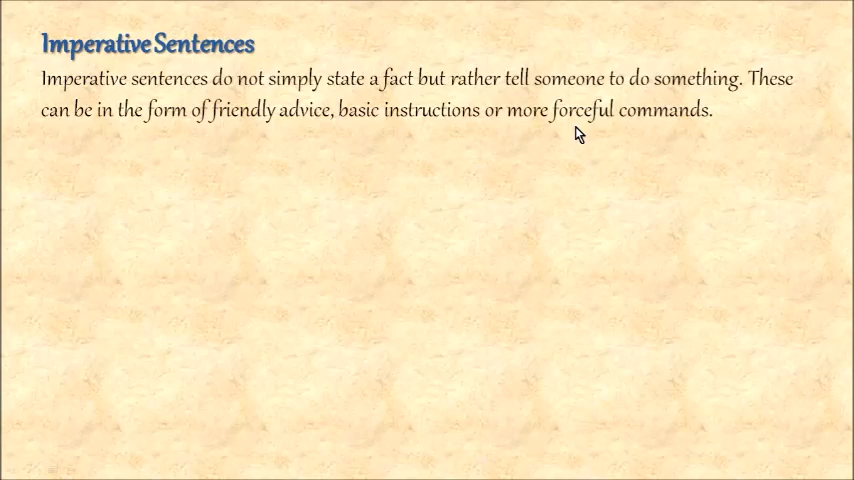 Imperative Sentences
Imperative sentences do not simply state a fact but rather tell someone to do something. These
can be in the form of friendly advice, basic instructions or more forceful commands.